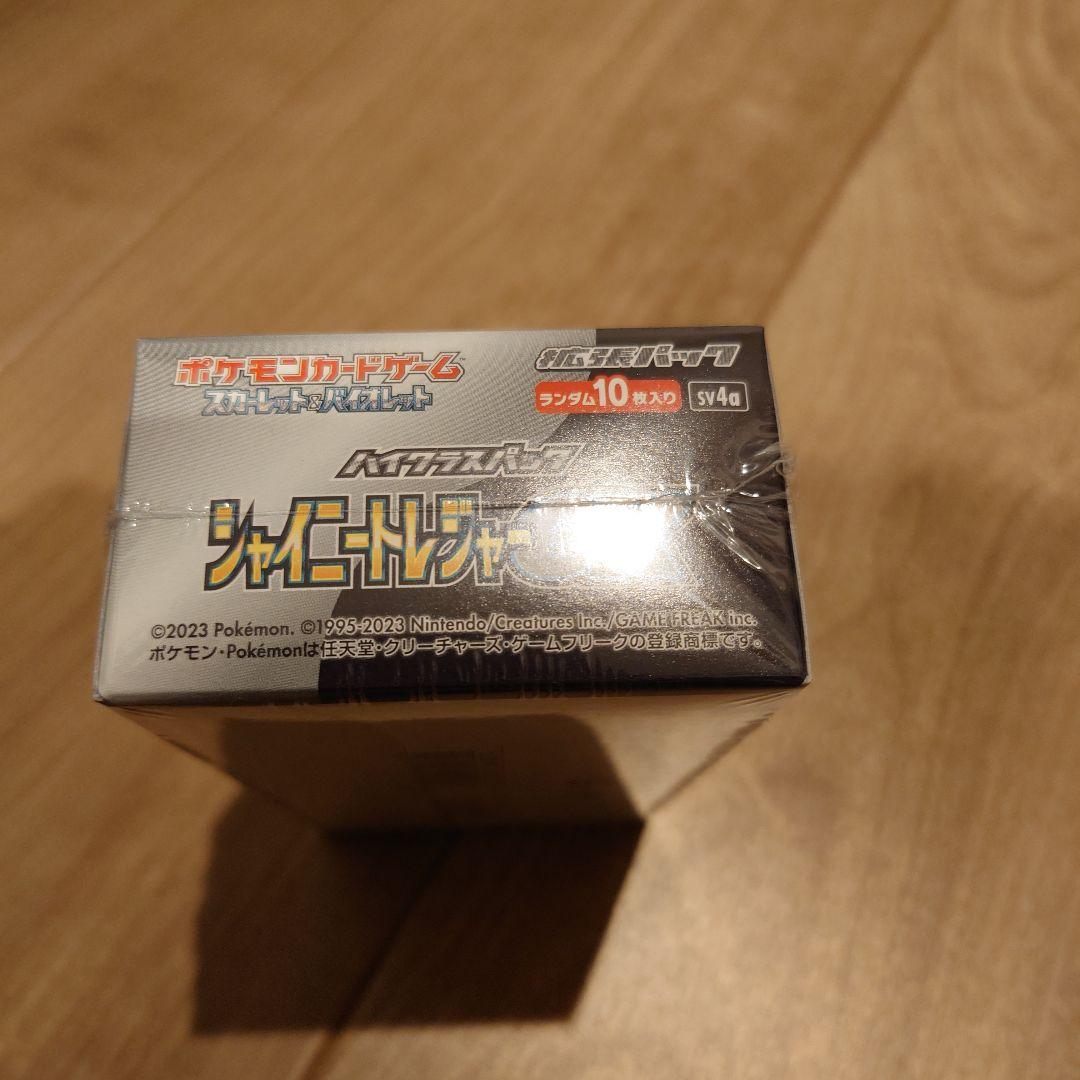 ポケモンカードゲーム™
スカーレット&バイオレット
拡張パック
ランダム10枚入り SV4a
ハイクラスパック
シャイニートレジャー
©2023 Pokémon. ©1995-2023 Nintendo/Creatures Inc./GAME FREAK inc.
ポケモン・Pokémonは任天堂・クリーチャーズ・ゲームフリークの登録商標です。